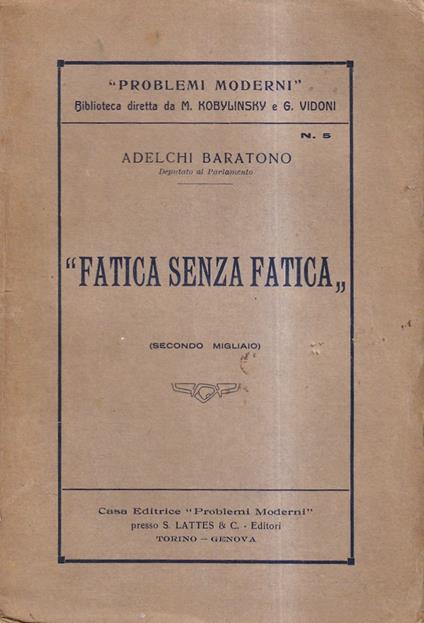 "PROBLEMI MODERNI"
Biblioteca diretta da M. KOBYLINSKY e G. VIDONI
N. 5
ADELCHI BARATONO
Deputato al Parlamento
"FATICA SENZA FATICA„
(SECONDO MIGLIAIO)
Casa Editrice "Problemi Moderni"
presso S. LATTES & C. - Editori
TORINO - GENOVA